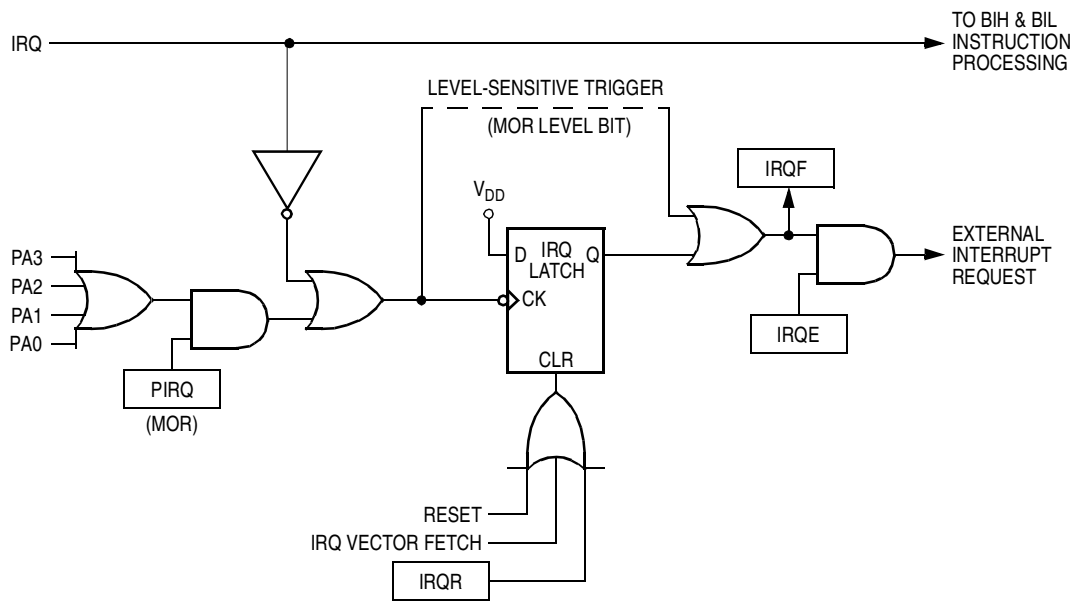 IRQ
TO BIH & BIL
INSTRUCTION
PROCESSING
LEVEL-SENSITIVE TRIGGER
(MOR LEVEL BIT)
IRQF
VDD
D IRQ Q
LATCH
CK
CLR
EXTERNAL
INTERRUPT
REQUEST
PA3
PA2
PA1
PA0
IRQE
PIRQ
(MOR)
RESET
IRQ VECTOR FETCH
IRQR